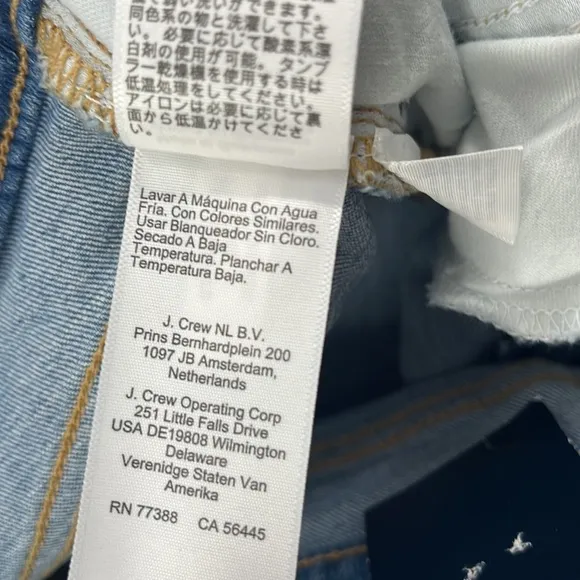 同色系の物と洗濯して下さ
い。必要に応じて酸素系漂
白剤の使用が可能。タンブ
ラー乾燥機を使用する時は
低温処理をしてください。
アイロンは必要に応じて裏
面から低温かけてくださ
い。
Lavar A Máquina Con Agua
Fría. Con Colores Similares.
Usar Blanqueador Sin Cloro.
Secado A Baja
Temperatura. Planchar A
Temperatura Baja.
J. Crew NL B.V.
Prins Bernhardplein 200
1097 JB Amsterdam,
Netherlands
J. Crew Operating Corp
251 Little Falls Drive
USA DE19808 Wilmington
Delaware
Verenidge Staten Van
Amerika
RN 77388 CA 56445